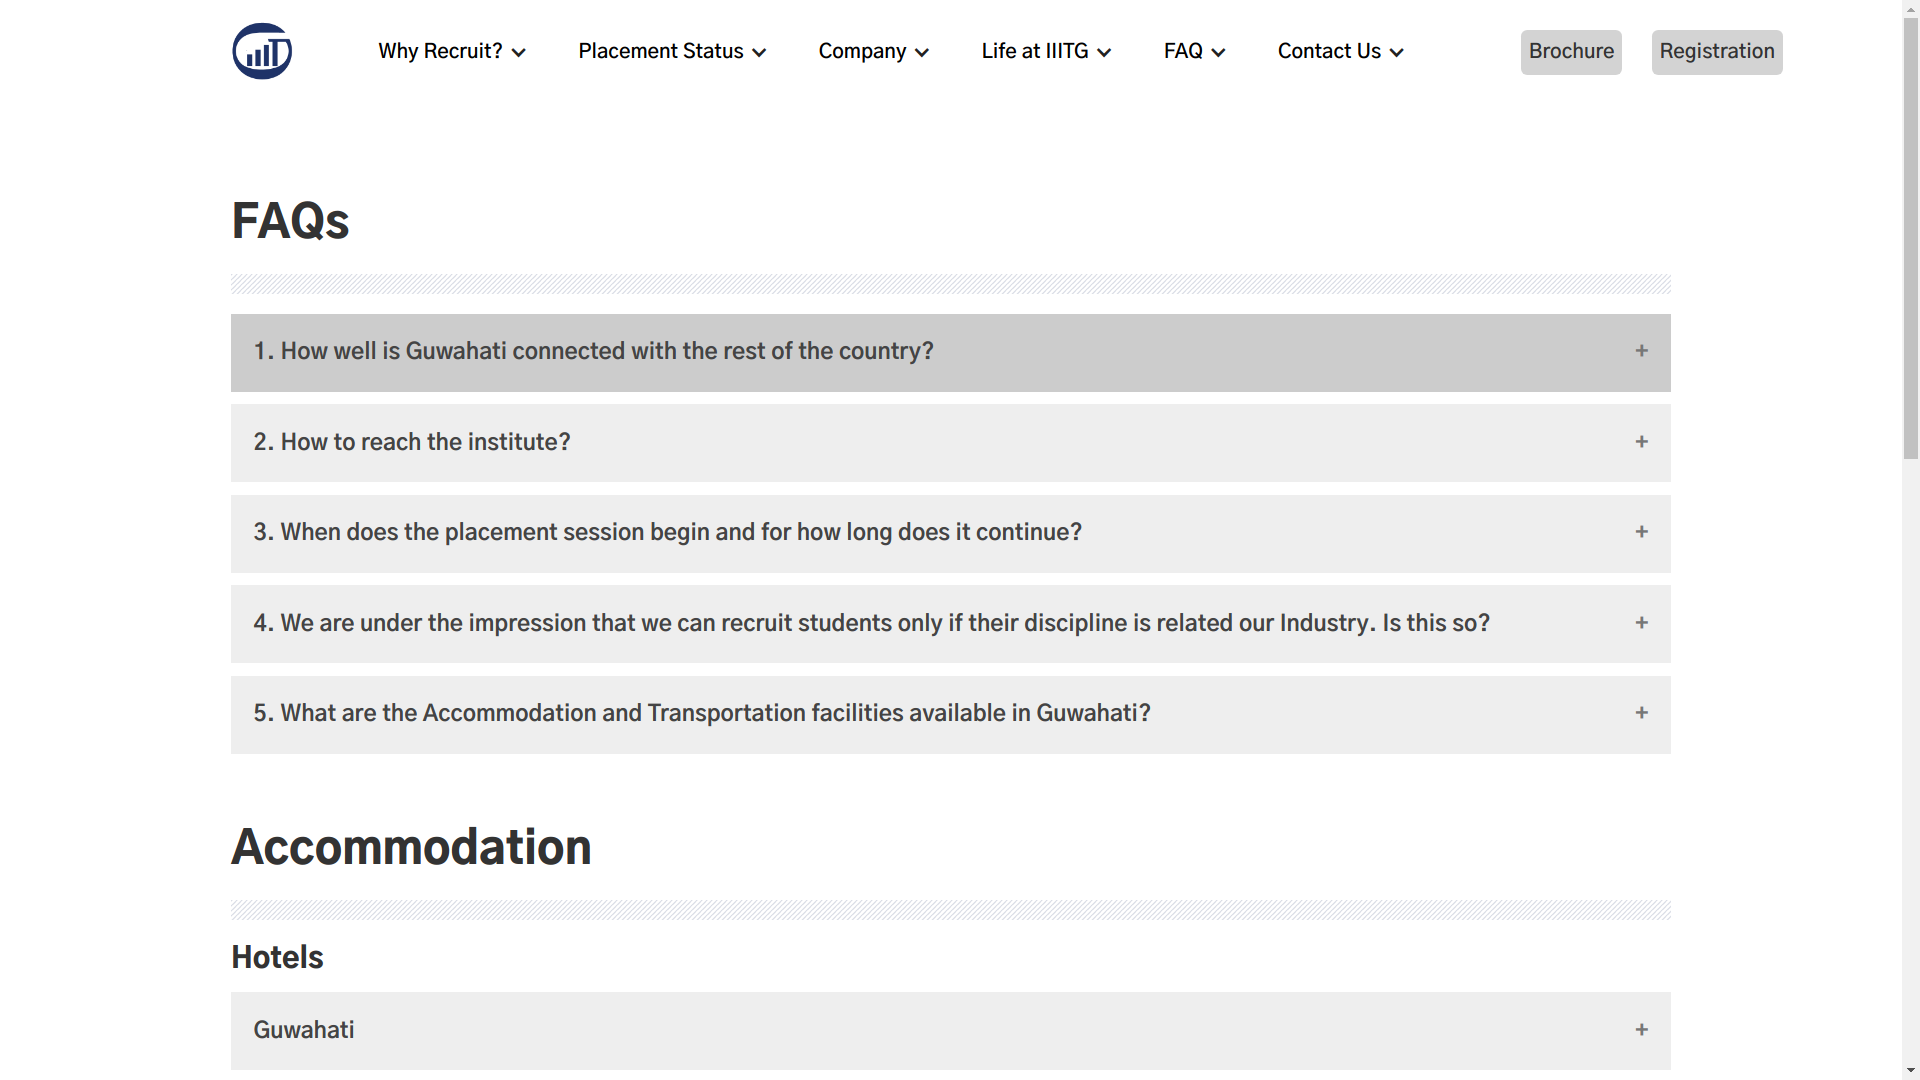 Why Recruit?
Placement Status
Company
Life at IIITG
FAQ
Contact Us
Brochure
Registration
FAQs
1. How well is Guwahati connected with the rest of the country?
+
2. How to reach the institute?
+
3. When does the placement session begin and for how long does it continue?
+
4. We are under the impression that we can recruit students only if their discipline is related our Industry. Is this so?
+
5. What are the Accommodation and Transportation facilities available in Guwahati?
+
Accommodation
Hotels
Guwahati
+